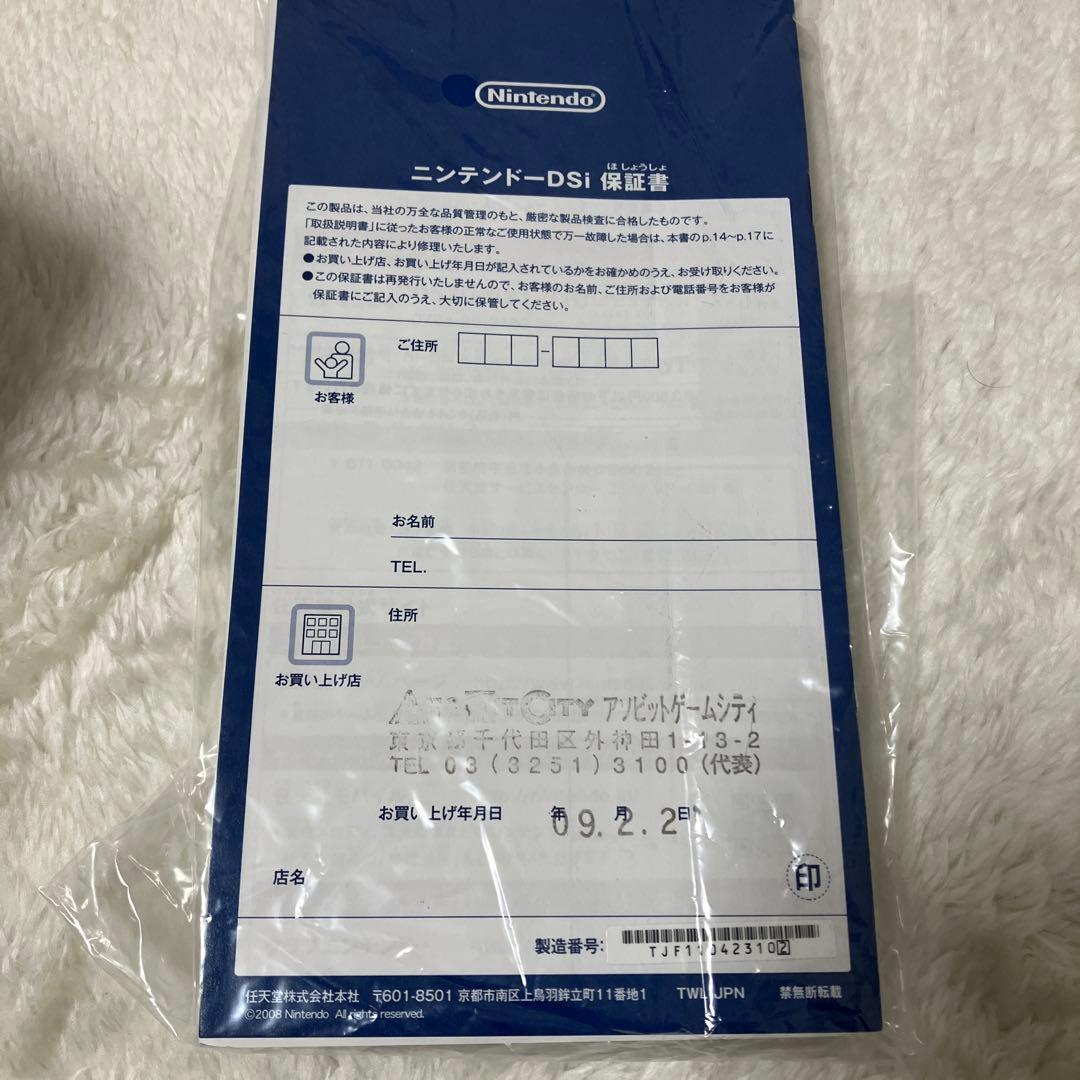 Nintendo
ほしょうしょ
ニンテンドーDSi 保証書
この製品は、当社の万全な品質管理のもと、厳密な製品検査に合格したものです。
「取扱説明書」に従ったお客様の正常なご使用状態で万一故障した場合は、本書のp.14〜p.17に
記載された内容により修理いたします。
●お買い上げ店、お買い上げ年月日が記入されているかをお確かめのうえ、お受け取りください。
●この保証書は再発行いたしませんので、お客様のお名前、ご住所および電話番号をお客様が
保証書にご記入のうえ、大切に保管してください。
ご住所
お客様
お名前
TEL.
住所
お買い上げ店
CITY アソビットゲームシティ
東京都千代田区外神田1-13-2
TEL 03(3251)3100(代表)
お買い上げ年月日 年 月 日
09.2.2
店名
印
製造番号:
任天堂株式会社本社 〒601-8501 京都市南区上鳥羽鉾立町11番地1 TWL-JPN 禁無断転載
©2008 Nintendo All rights reserved.